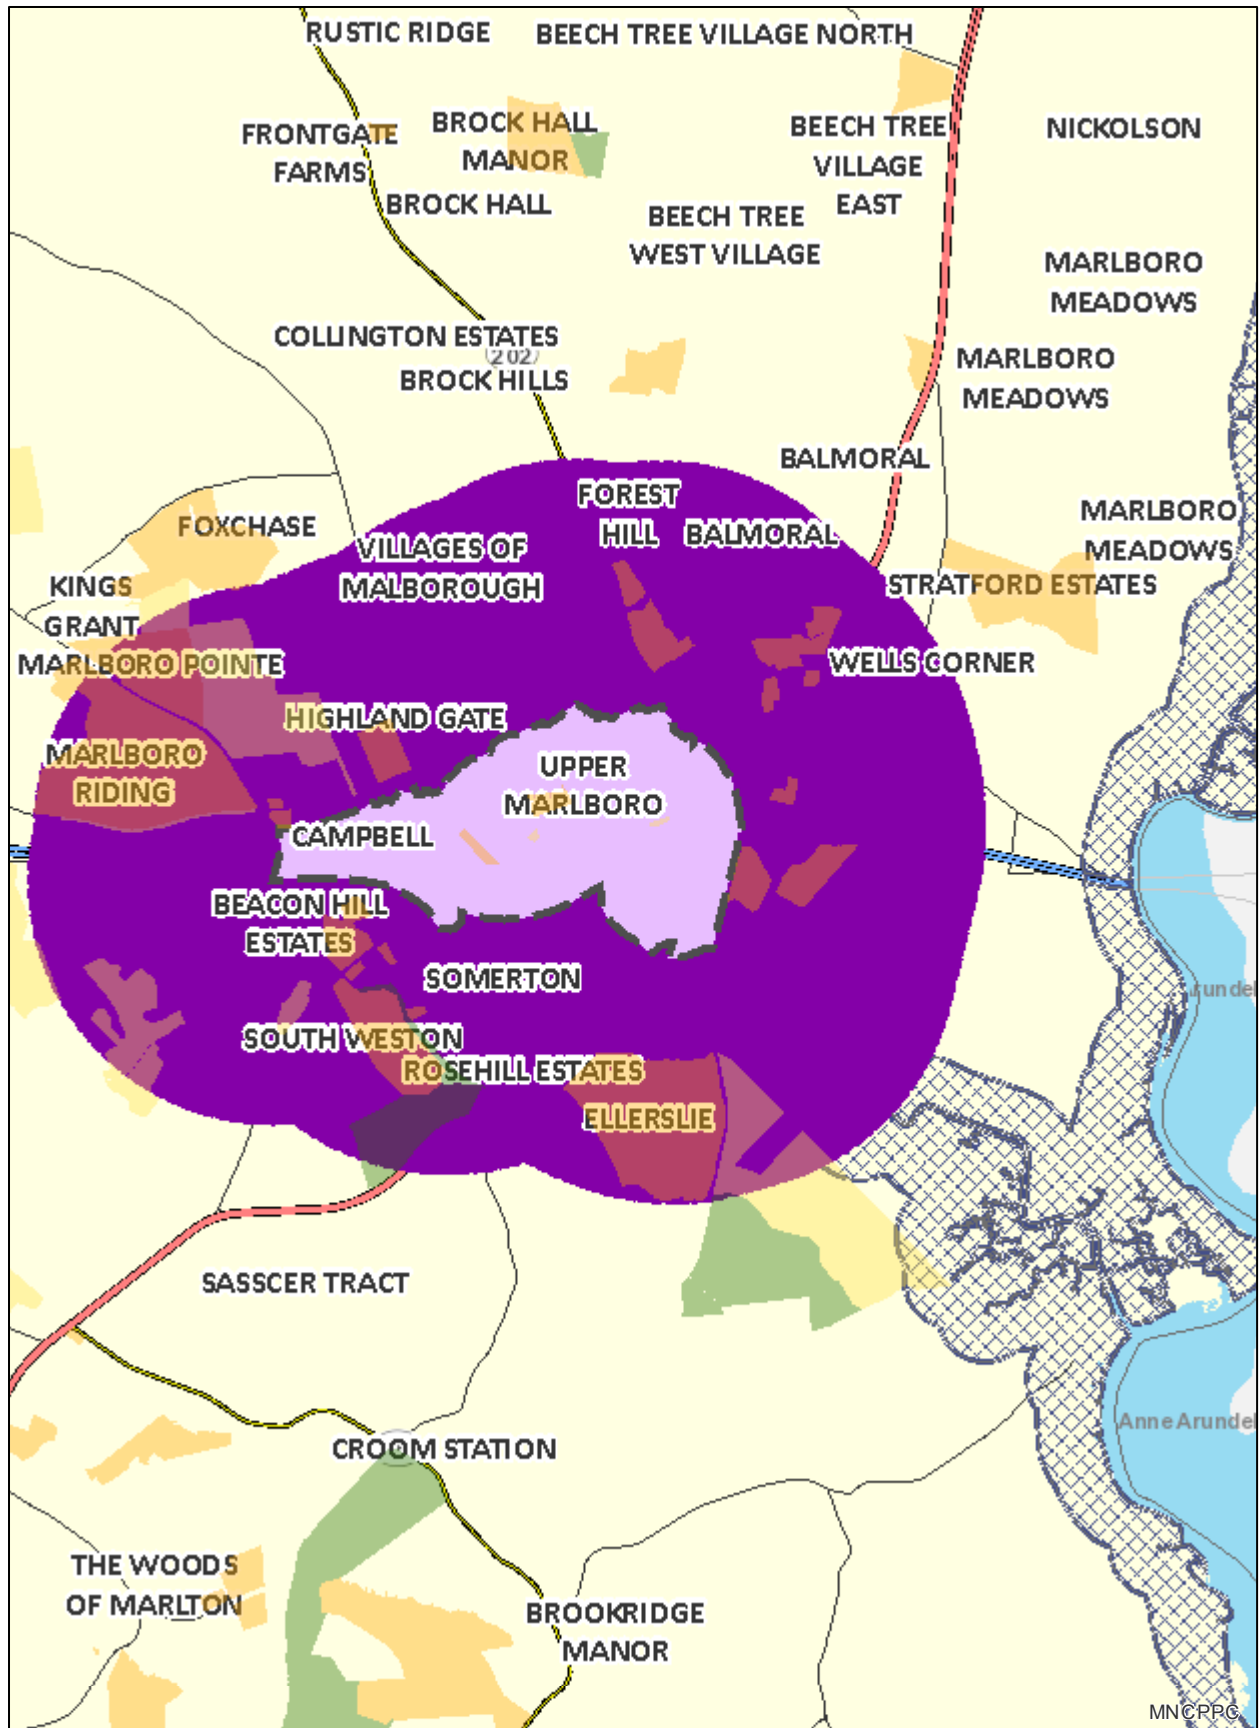 RUSTIC RIDGE
BEECH TREE VILLAGE NORTH
FRONTGATE
FARMS
BROCK HALL
MANOR
BROCK HALL
BEECH TREE
VILLAGE
EAST
NICKOLSON
BEECH TREE
WEST VILLAGE
MARLBORO
MEADOWS
COLLINGTON ESTATES
202
BROCK HILLS
MARLBORO
MEADOWS
BALMORAL
FOREST
HILL
BALMORAL
MARLBORO
MEADOWS
FOXCHASE
VILLAGES OF
MALBOROUGH
KINGS
GRANT
STRATFORD ESTATES
MARLBORO POINTE
WELLS CORNER
HIGHLAND GATE
MARLBORO
RIDING
UPPER
MARLBORO
CAMPBELL
BEACON HILL
ESTATES
SOMERTON
rundel
SOUTH WESTON
ROSEHILL ESTATES
ELLERSLIE
SASSCER TRACT
Anne Arundel
CROOM STATION
THE WOODS
OF MARLTON
BROOKRIDGE
MANOR
MNCPPC